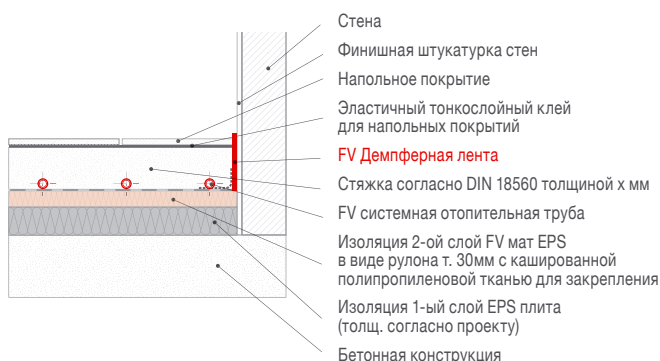 Стена
Финишная штукатурка стен
Напольное покрытие
Эластичный тонкослойный клей
для напольных покрытий
FV Демпферная лента
Стяжка согласно DIN 18560 толщиной x мм
FV системная отопительная труба
Изоляция 2-ой слой FV мат EPS
в виде рулона т. 30мм с кашированной
полипропиленовой тканью для закрепления
Изоляция 1-ый слой EPS плита
(толщ. согласно проекту)
Бетонная конструкция